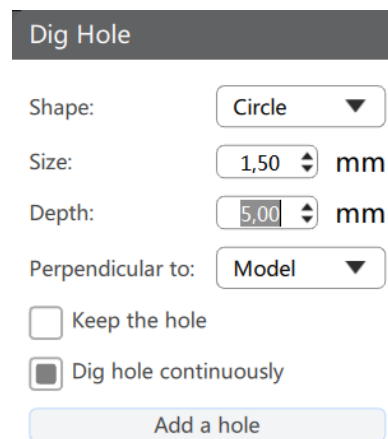 Dig Hole
Shape: Circle
Size: 1,50 mm
Depth: 5,00 mm
Perpendicular to: Model
Keep the hole
Dig hole continuously
Add a hole